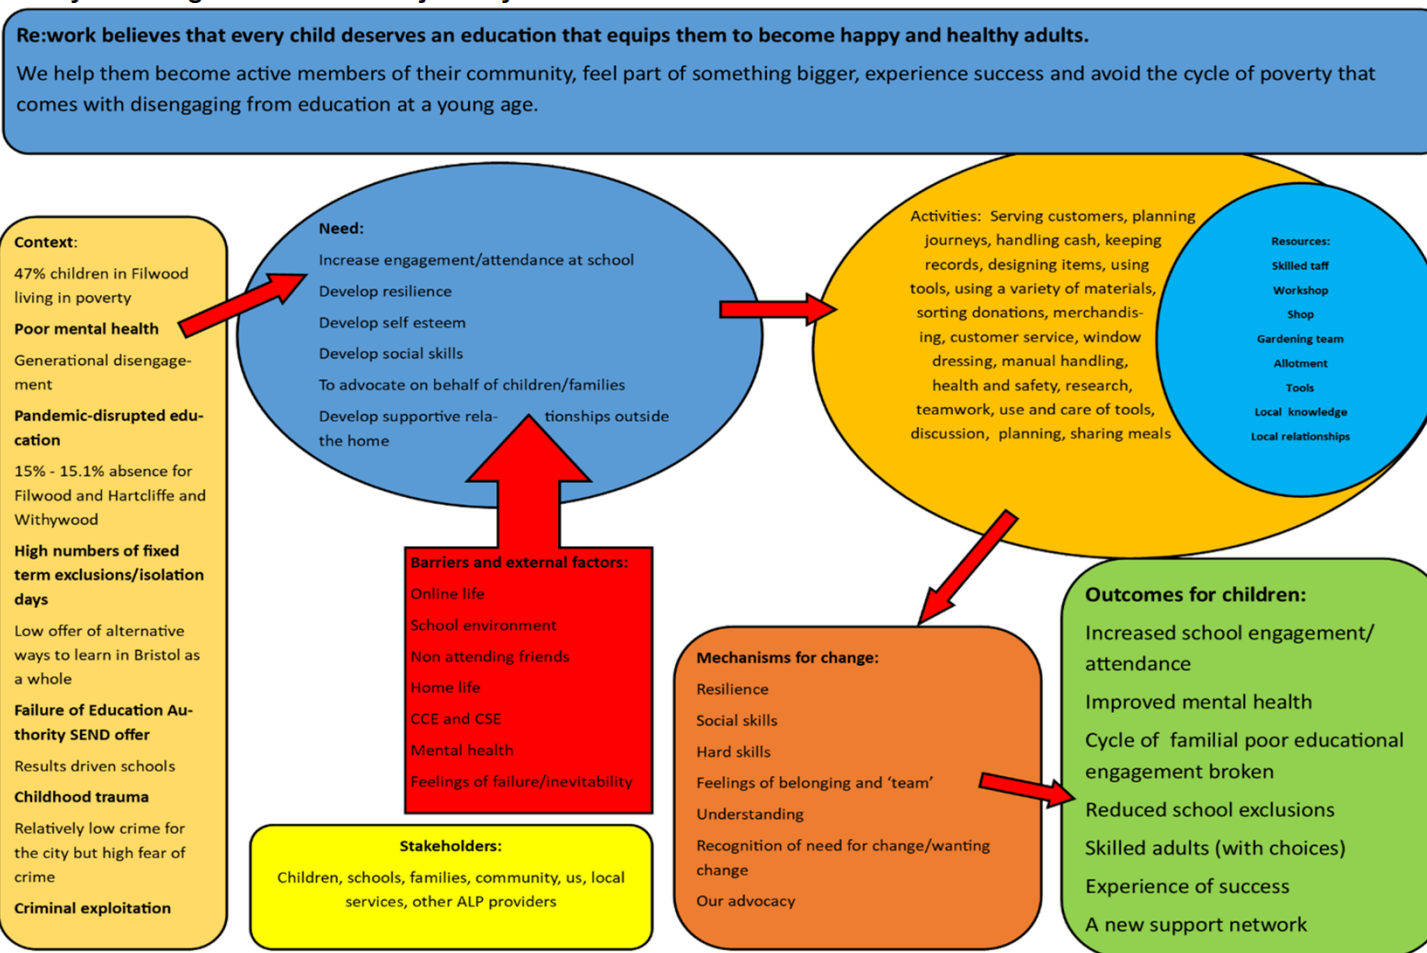 Re:work believes that every child deserves an education that equips them to become happy and healthy adults.
We help them become active members of their community, feel part of something bigger, experience success and avoid the cycle of poverty that
comes with disengaging from education at a young age.
Context:
47% children in Filwood
living in poverty
Poor mental health
Generational disengage-
ment
Pandemic-disrupted edu-
cation
15% - 15.1% absence for
Filwood and Hartcliffe and
Withywood
High numbers of fixed
term exclusions/isolation
days
Low offer of alternative
ways to learn in Bristol as
a whole
Failure of Education Au-
thority SEND offer
Results driven schools
Childhood trauma
Relatively low crime for
the city but high fear of
crime
Criminal exploitation
Need:
Increase engagement/attendance at school
Develop resilience
Develop self esteem
Develop social skills
To advocate on behalf of children/families
Develop supportive rela- tionships outside
the home
Barriers and external factors:
Online life
School environment
Non attending friends
Home life
CCE and CSE
Mental health
Feelings of failure/inevitability
Stakeholders:
Children, schools, families, community, us, local
services, other ALP providers
Activities: Serving customers, planning
journeys, handling cash, keeping
records, designing items, using
tools, using a variety of materials,
sorting donations, merchandis-
ing, customer service, window
dressing, manual handling,
health and safety, research,
teamwork, use and care of tools,
discussion, planning, sharing meals
Resources:
Skilled taff
Workshop
Shop
Gardening team
Allotment
Tools
Local knowledge
Local relationships
Mechanisms for change:
Resilience
Social skills
Hard skills
Feelings of belonging and ‘team’
Understanding
Recognition of need for change/wanting
change
Our advocacy
Outcomes for children:
Increased school engagement/
attendance
Improved mental health
Cycle of familial poor educational
engagement broken
Reduced school exclusions
Skilled adults (with choices)
Experience of success
A new support network